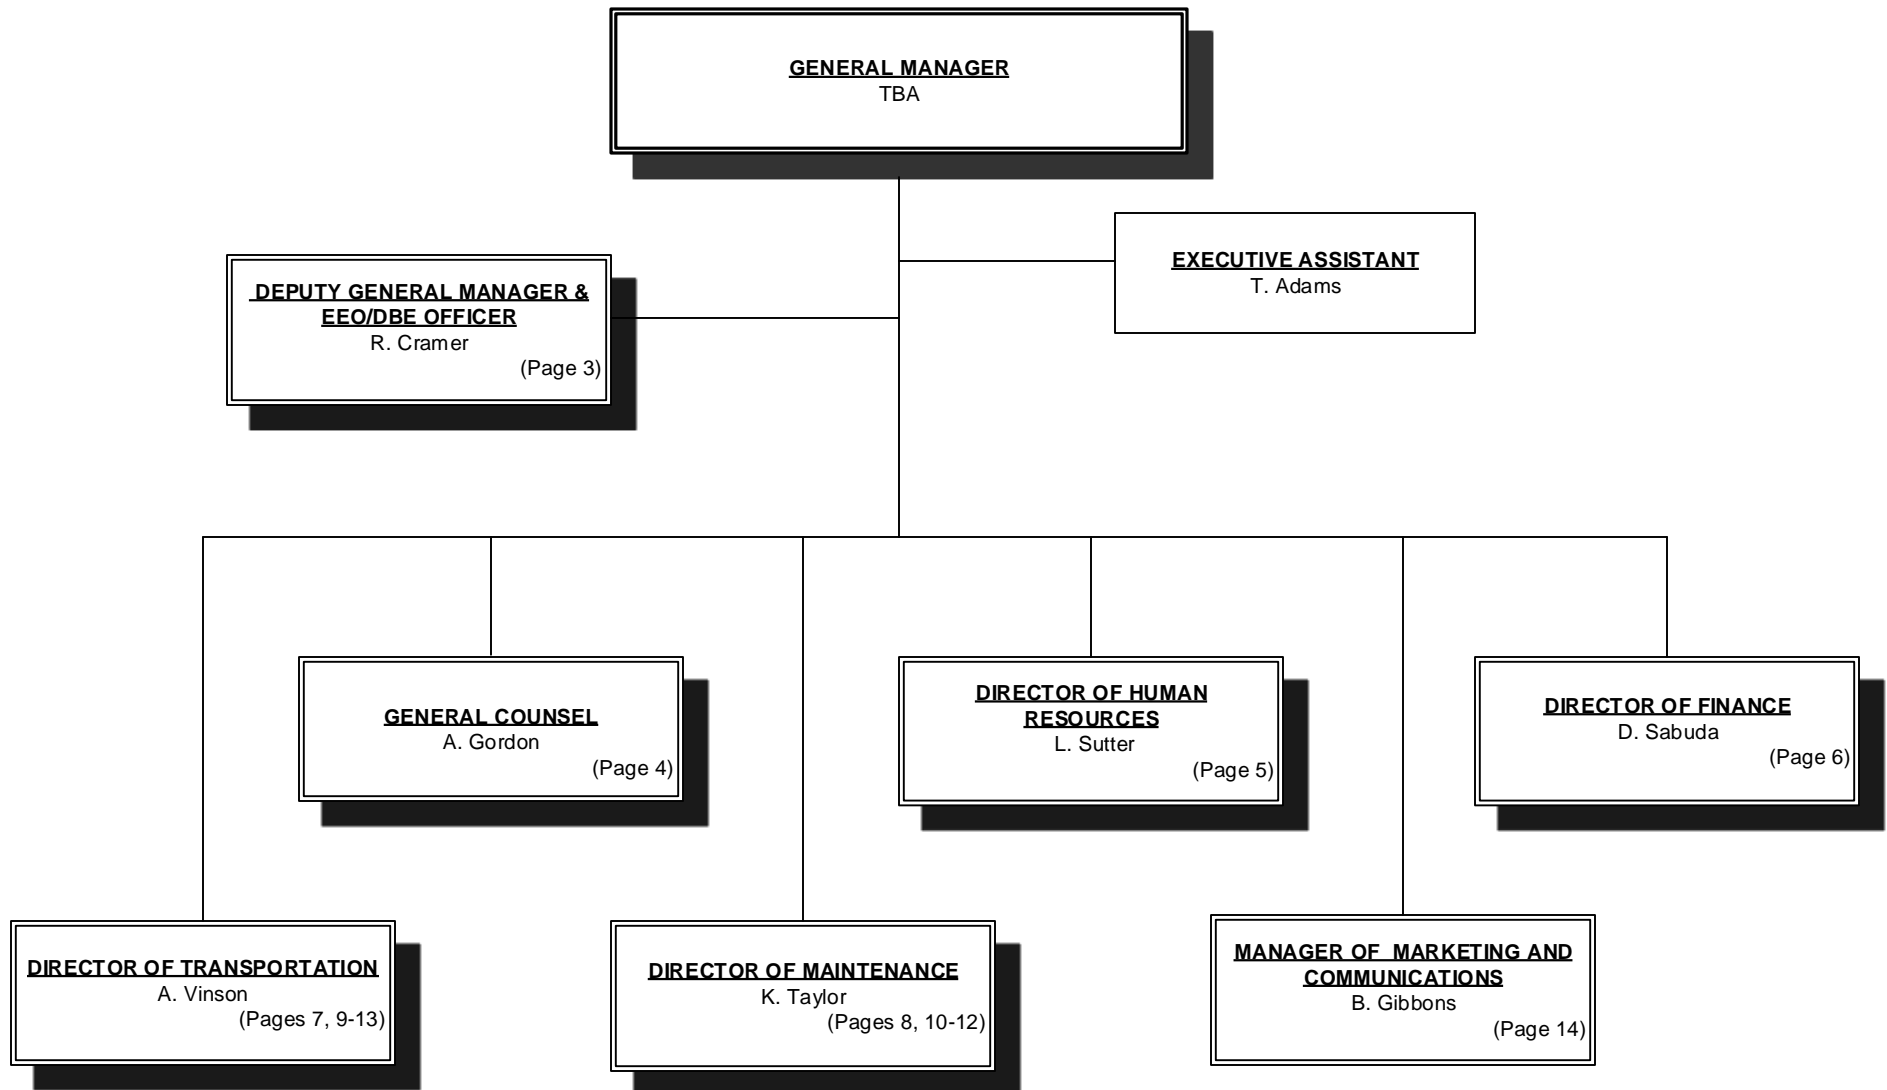 GENERAL MANAGER
TBA
EXECUTIVE ASSISTANT
T. Adams
DEPUTY GENERAL MANAGER &
EEO/DBE OFFICER
R. Cramer
(Page 3)
GENERAL COUNSEL
A. Gordon
(Page 4)
DIRECTOR OF HUMAN
RESOURCES
L. Sutter
(Page 5)
DIRECTOR OF FINANCE
D. Sabuda
(Page 6)
DIRECTOR OF TRANSPORTATION
A. Vinson
(Pages 7, 9-13)
DIRECTOR OF MAINTENANCE
K. Taylor
(Pages 8, 10-12)
MANAGER OF MARKETING AND
COMMUNICATIONS
B. Gibbons
(Page 14)